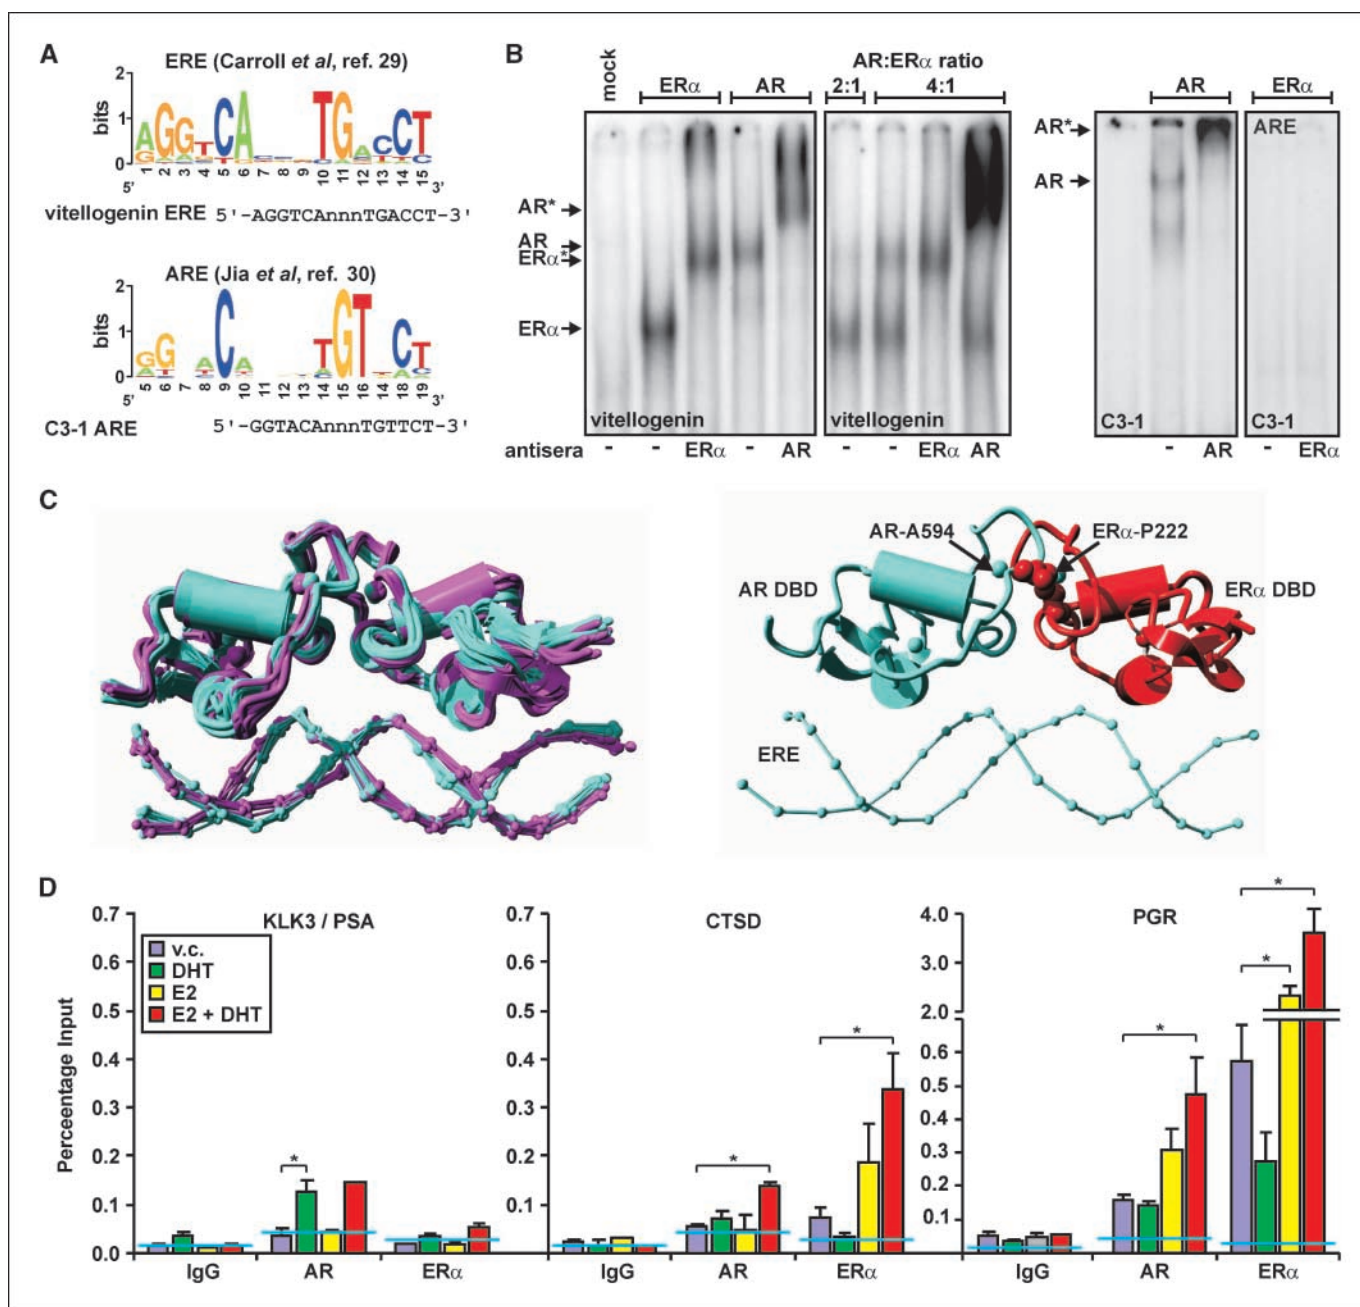 A
ERE (Carroll et al, ref. 29)
bits
2
1
0
AGGTCA TGACCT
1 2 3 4 5 6 7 8 9 10 11 12 13 14 15
5' 3'
vitellogenin ERE 5'-AGGTCAnnnTGACCT-3'
ARE (Jia et al, ref. 30)
bits
2
1
0
GG ACA TGT CT
5 6 7 8 9 10 11 12 13 14 15 16 17 18 19
5' 3'
C3-1 ARE 5'-GGTACAnnnTGTTCT-3'
B
mock
ERα
AR
AR:ERα ratio
2:1
4:1
AR
ERα
AR*
AR
ERα*
ERα
vitellogenin
vitellogenin
AR*
AR
ARE
C3-1
C3-1
antisera
- - ERα - AR
- - ERα AR
- AR
- ERα
C
AR-A594
ERα-P222
AR DBD
ERα DBD
ERE
D
Perceentage Input
KLK3 / PSA
0.7
0.6
0.5
0.4
0.3
0.2
0.1
0.0
v.c.
DHT
E2
E2 + DHT
*
IgG AR ERα
CTSD
0.7
0.6
0.5
0.4
0.3
0.2
0.1
0.0
* *
IgG AR ERα
PGR
4.0
3.0
2.0
0.6
0.5
0.4
0.3
0.2
0.1
* * *
IgG AR ERα